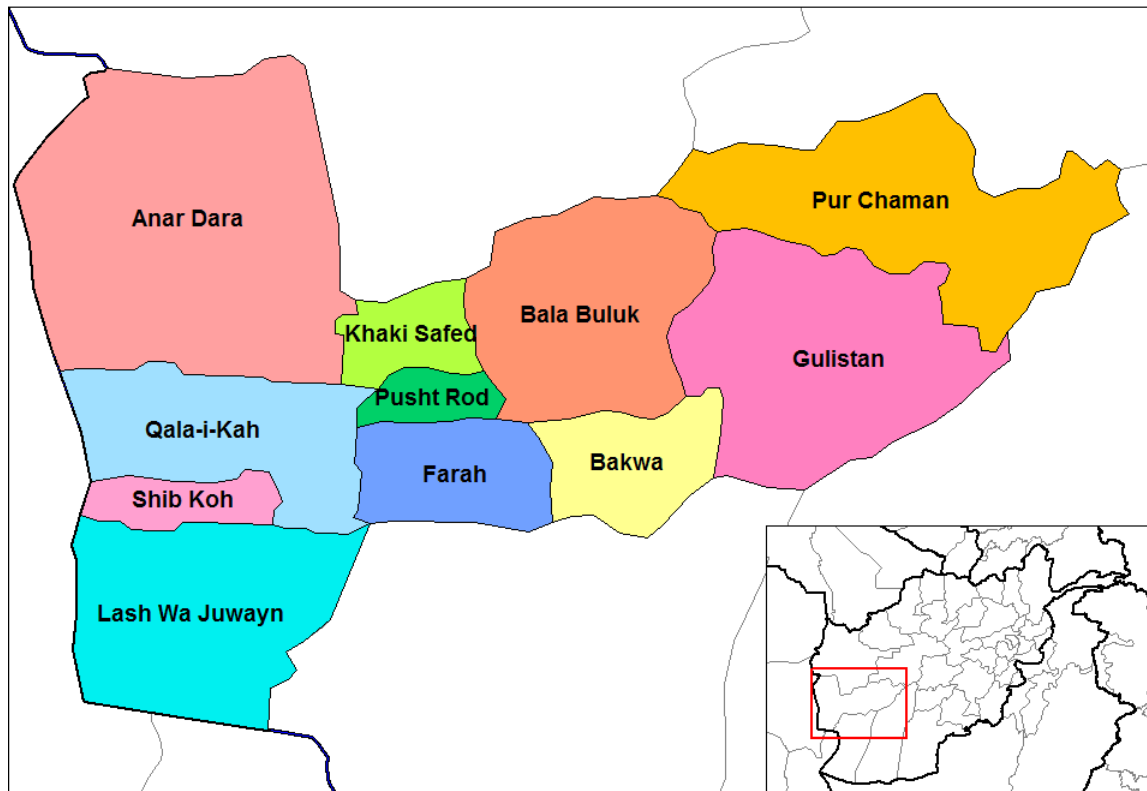 Anar Dara
Pur Chaman
Bala Buluk
Khaki Safed
Gulistan
Pusht Rod
Qala-i-Kah
Bakwa
Farah
Shib Koh
Lash Wa Juwayn